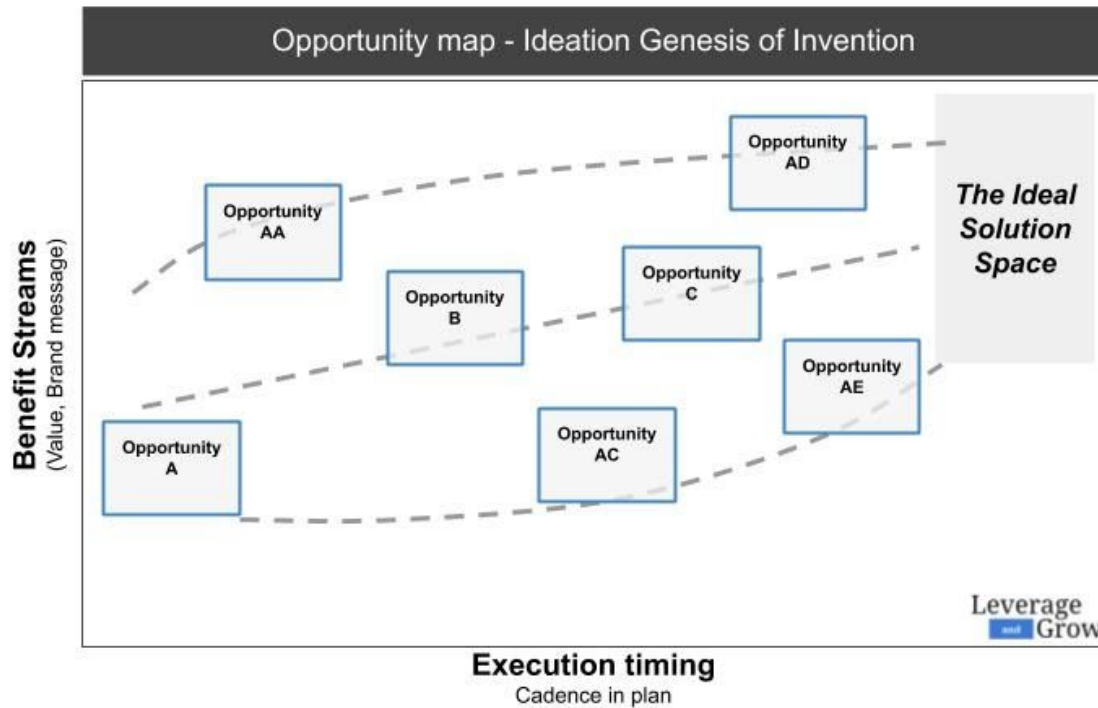 Opportunity map - Ideation Genesis of Invention
Opportunity
AD
The Ideal
Solution
Space
Opportunity
AA
Opportunity
C
Opportunity
B
Opportunity
AE
Opportunity
AC
Opportunity
A
Benefit Streams
(Value, Brand message)
Leverage
and Grow
Execution timing
Cadence in plan